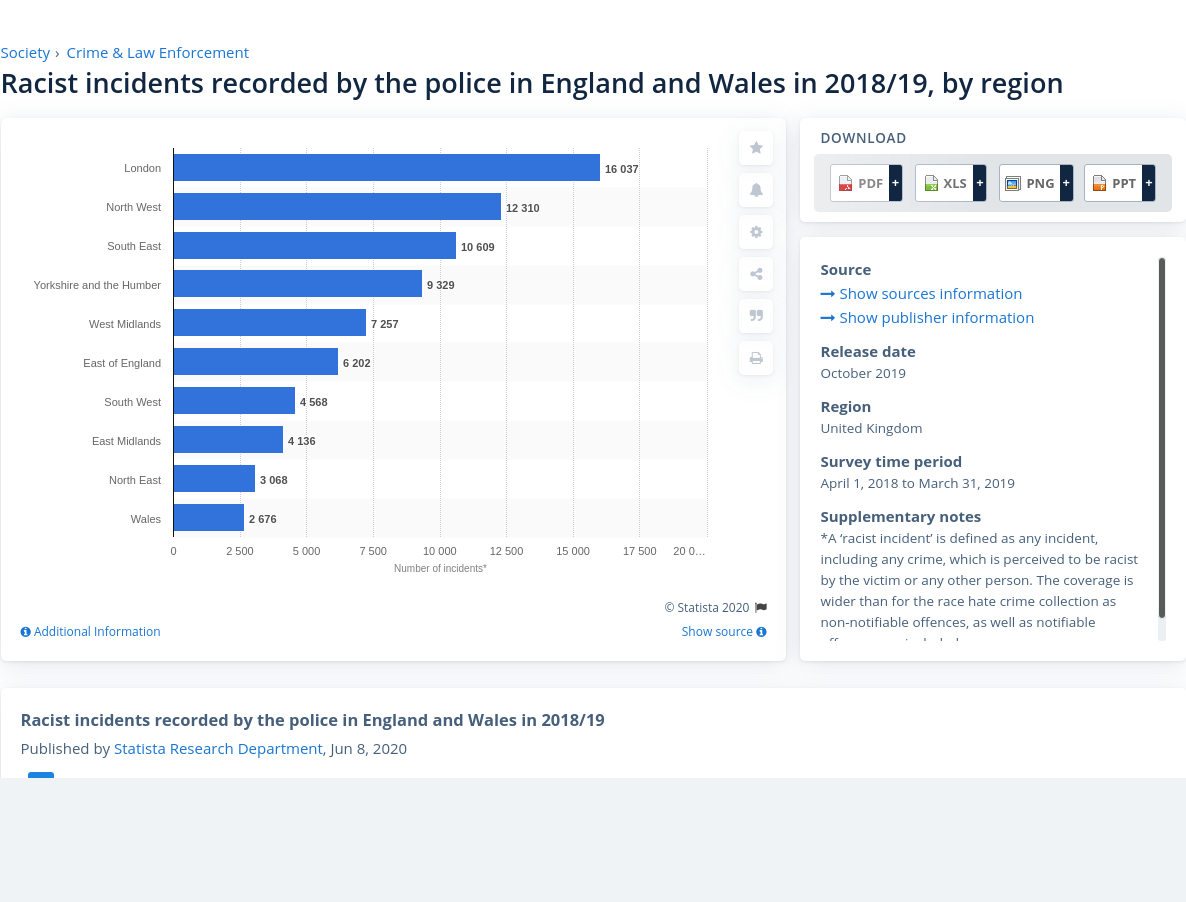 Society › Crime & Law Enforcement
Racist incidents recorded by the police in England and Wales in 2018/19, by region
London 16 037
North West 12 310
South East 10 609
Yorkshire and the Humber 9 329
West Midlands 7 257
East of England 6 202
South West 4 568
East Midlands 4 136
North East 3 068
Wales 2 676
0 2 500 5 000 7 500 10 000 12 500 15 000 17 500 20 0…
Number of incidents*
© Statista 2020
Additional Information Show source
DOWNLOAD
PDF + XLS + PNG + PPT +
Source
Show sources information
Show publisher information
Release date
October 2019
Region
United Kingdom
Survey time period
April 1, 2018 to March 31, 2019
Supplementary notes
*A ‘racist incident’ is defined as any incident,
including any crime, which is perceived to be racist
by the victim or any other person. The coverage is
wider than for the race hate crime collection as
non-notifiable offences, as well as notifiable
Racist incidents recorded by the police in England and Wales in 2018/19
Published by Statista Research Department, Jun 8, 2020